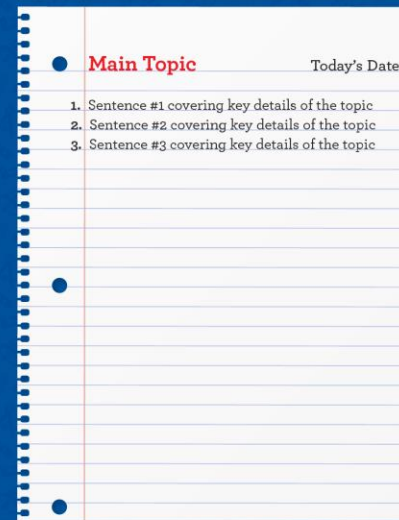 Main Topic Today's Date
1. Sentence #1 covering key details of the topic
2. Sentence #2 covering key details of the topic
3. Sentence #3 covering key details of the topic